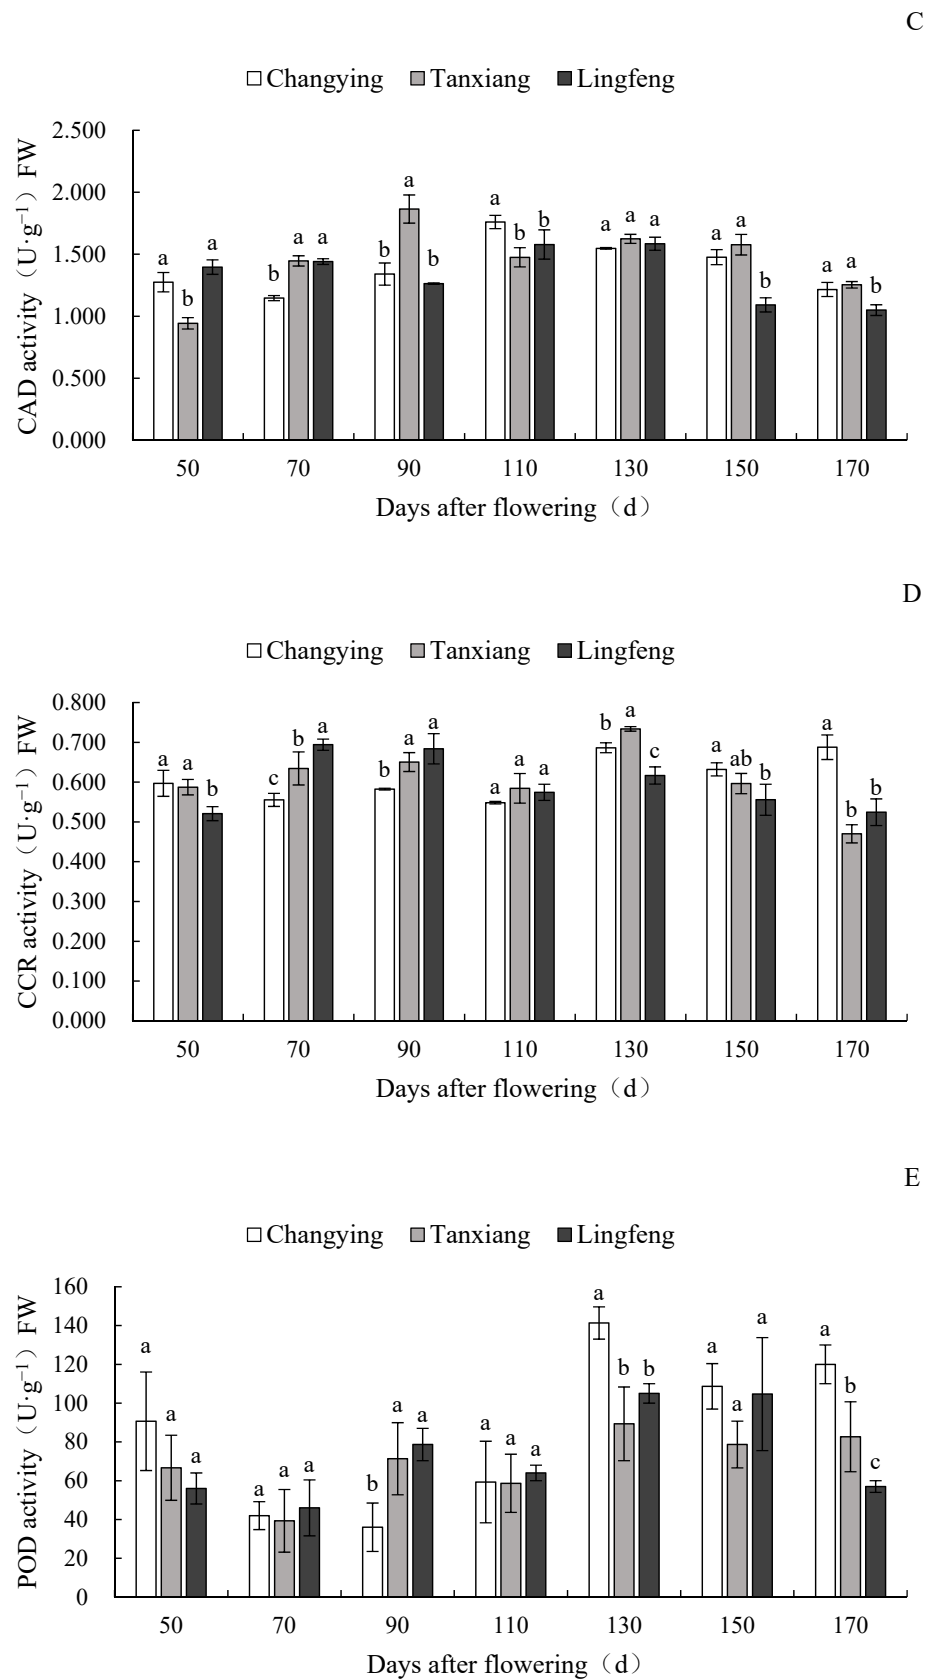 C
Changying Tanxiang Lingfeng
CAD activity（U·g⁻¹）FW
2.500
2.000
1.500
1.000
0.500
0.000
a b a
b a a
b a b
a b b
a a a
a a b
a a b
50 70 90 110 130 150 170
Days after flowering（d）
D
Changying Tanxiang Lingfeng
CCR activity（U·g⁻¹）FW
0.800
0.700
0.600
0.500
0.400
0.300
0.200
0.100
0.000
a a b
c b a
b a a
a a a
b a c
a ab b
a b b
50 70 90 110 130 150 170
Days after flowering（d）
E
Changying Tanxiang Lingfeng
POD activity（U·g⁻¹）FW
160
140
120
100
80
60
40
20
0
a a a
a a a
b a a
a a a
a b b
a a a
a b c
50 70 90 110 130 150 170
Days after flowering（d）